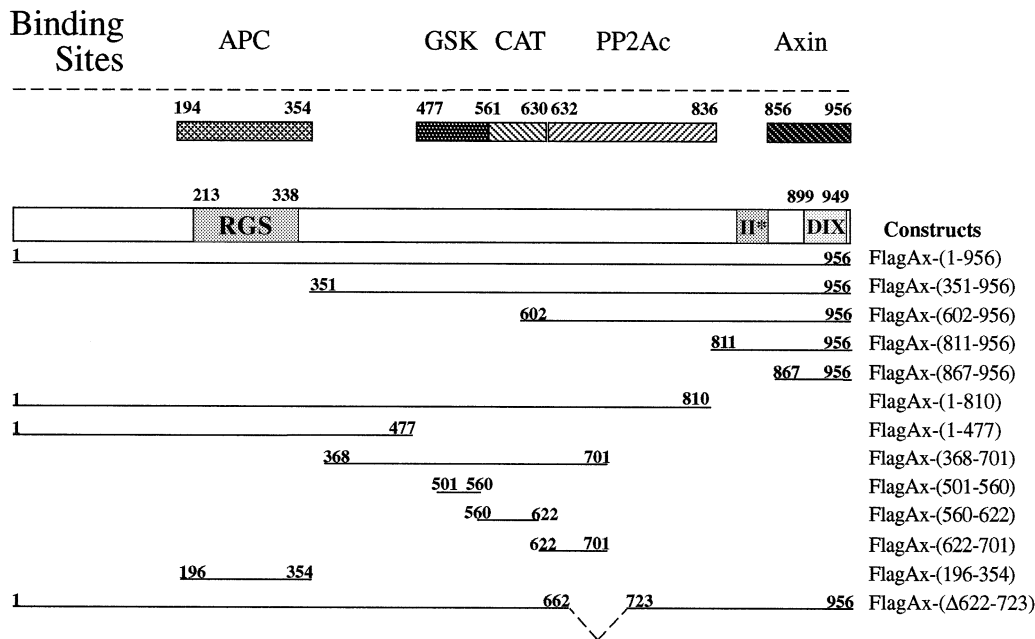 Binding Sites APC GSK CAT PP2Ac Axin
194 354 477 561 630 632 836 856 956
213 338 899 949
RGS II* DIX Constructs
1 956 FlagAx-(1-956)
351 956 FlagAx-(351-956)
602 956 FlagAx-(602-956)
811 956 FlagAx-(811-956)
867 956 FlagAx-(867-956)
1 810 FlagAx-(1-810)
1 477 FlagAx-(1-477)
368 701 FlagAx-(368-701)
501 560 FlagAx-(501-560)
560 622 FlagAx-(560-622)
622 701 FlagAx-(622-701)
196 354 FlagAx-(196-354)
1 662 723 956 FlagAx-(Δ622-723)